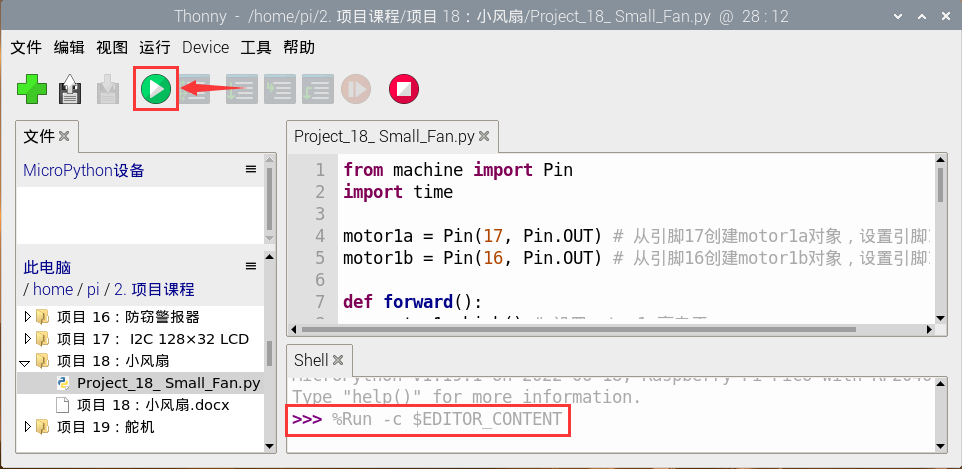 Thonny - /home/pi/2. 项目课程/项目 18：小风扇/Project_18_ Small_Fan.py @ 28 : 12
文件 编辑 视图 运行 Device 工具 帮助
文件
MicroPython设备
此电脑
/ home / pi / 2. 项目课程
项目 16：防窃警报器
项目 17： I2C 128×32 LCD
项目 18：小风扇
Project_18_ Small_Fan.py
项目 18：小风扇.docx
项目 19：舵机
Project_18_ Small_Fan.py
1 from machine import Pin
2 import time
3
4 motor1a = Pin(17, Pin.OUT) # 从引脚17创建motor1a对象，设置引脚
5 motor1b = Pin(16, Pin.OUT) # 从引脚16创建motor1b对象，设置引脚
6
7 def forward():
Shell
Type "help()" for more information.
>>> %Run -c $EDITOR_CONTENT